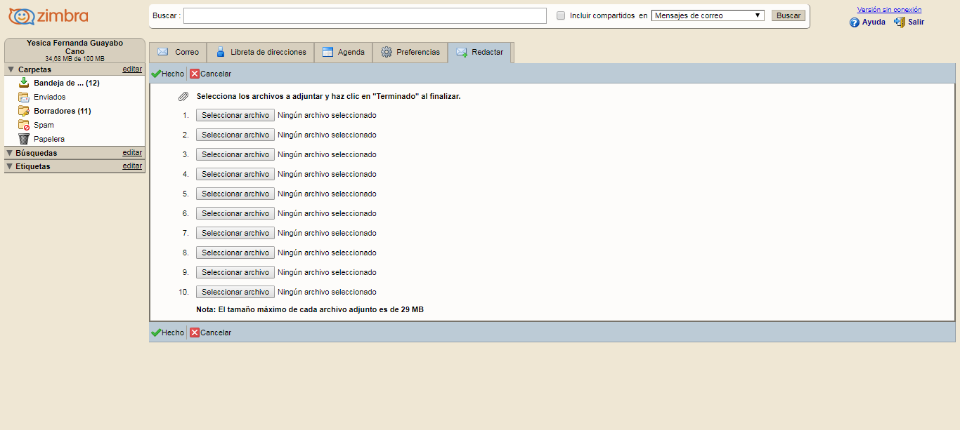 zimbra
Buscar :
Incluir compartidos en Mensajes de correo Buscar
Versión sin conexión
Ayuda Salir
Yesica Fernanda Guayabo
Cano
34.63 MB de 100 MB
Carpetas editar
Bandeja de ... (12)
Enviados
Borradores (11)
Spam
Papelera
Búsquedas editar
Etiquetas editar
Correo Libreta de direcciones Agenda Preferencias Redactar
Hecho Cancelar
Selecciona los archivos a adjuntar y haz clic en "Terminado" al finalizar.
1. Seleccionar archivo Ningún archivo seleccionado
2. Seleccionar archivo Ningún archivo seleccionado
3. Seleccionar archivo Ningún archivo seleccionado
4. Seleccionar archivo Ningún archivo seleccionado
5. Seleccionar archivo Ningún archivo seleccionado
6. Seleccionar archivo Ningún archivo seleccionado
7. Seleccionar archivo Ningún archivo seleccionado
8. Seleccionar archivo Ningún archivo seleccionado
9. Seleccionar archivo Ningún archivo seleccionado
10. Seleccionar archivo Ningún archivo seleccionado
Nota: El tamaño máximo de cada archivo adjunto es de 29 MB
Hecho Cancelar